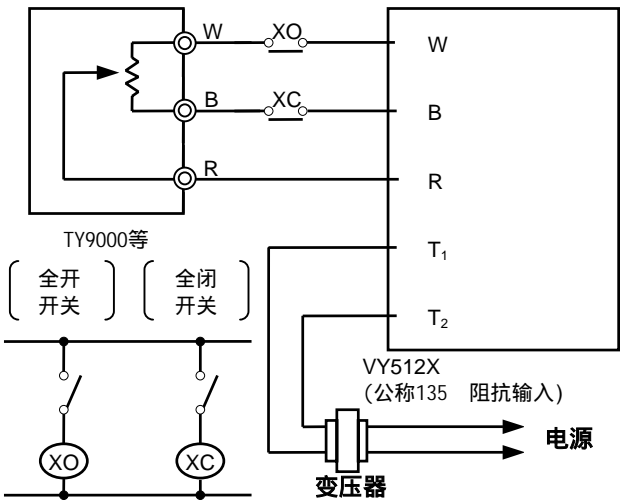 W XO W
B XC B
R R
TY9000等 T₁
全开 全闭
开关 开关
T₂
VY512X
(公称135 阻抗输入)
电源
XO XC
变压器